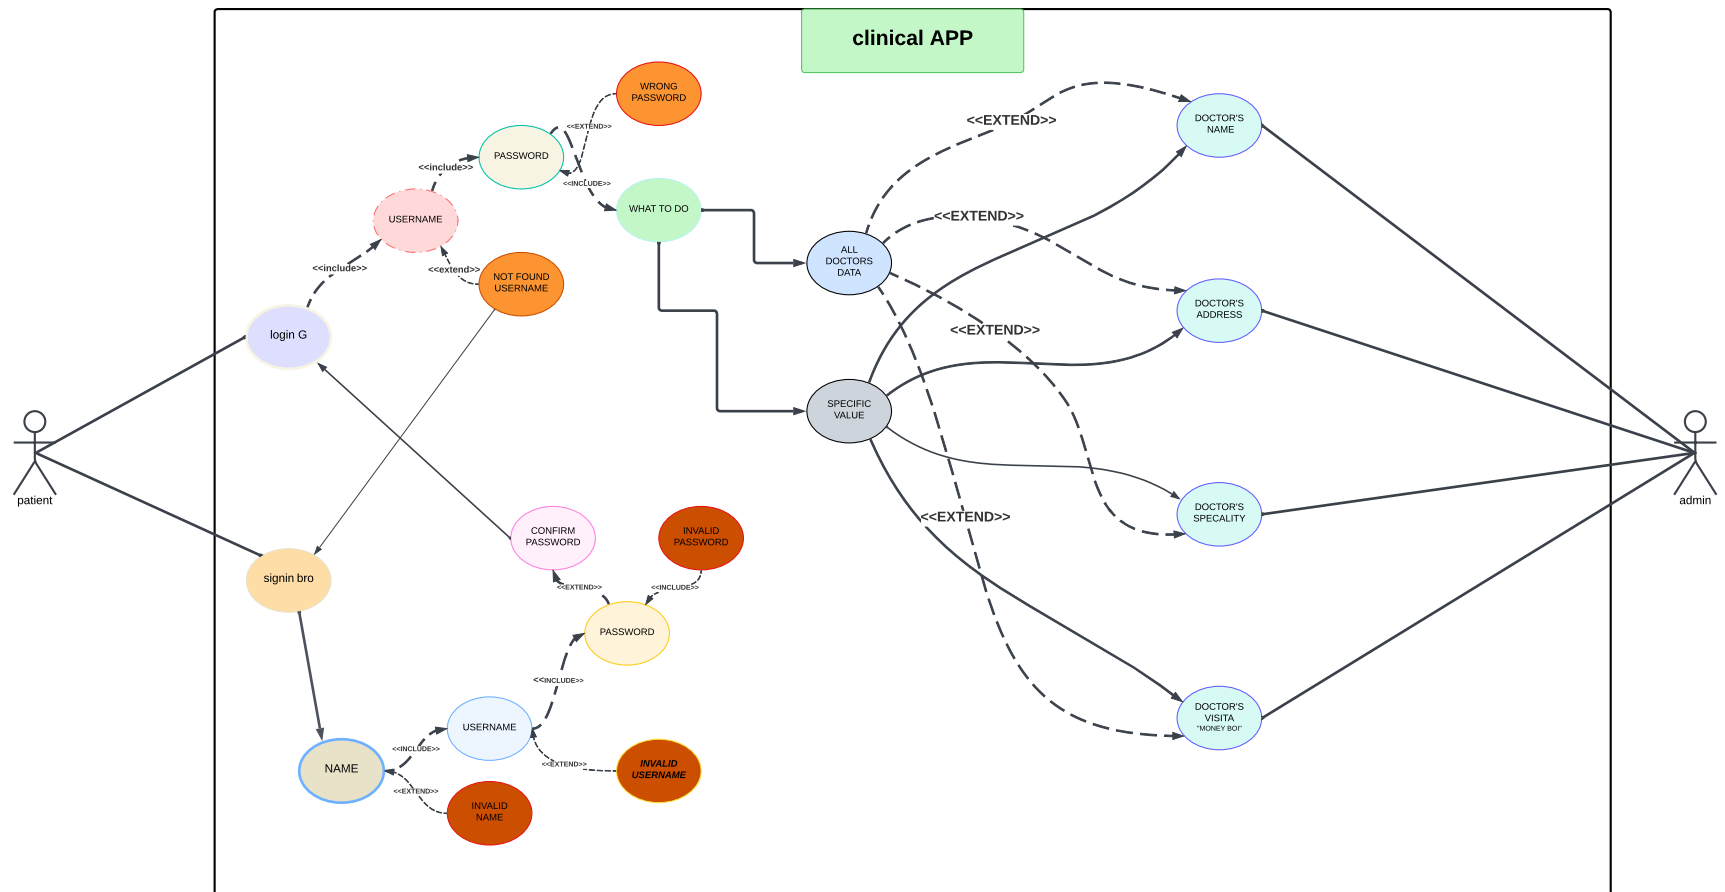 clinical APP
WRONG
PASSWORD
<<EXTEND>>
PASSWORD
<<include>>
<<INCLUDE>>
USERNAME
WHAT TO DO
<<include>>
<<extend>>
NOT FOUND
USERNAME
login G
patient
signin bro
CONFIRM
PASSWORD
INVALID
PASSWORD
<<EXTEND>>
<<INCLUDE>>
PASSWORD
<<INCLUDE>>
USERNAME
<<INCLUDE>>
NAME
<<EXTEND>>
INVALID
USERNAME
<<EXTEND>>
INVALID
NAME
ALL
DOCTORS
DATA
SPECIFIC
VALUE
<<EXTEND>>
<<EXTEND>>
<<EXTEND>>
<<EXTEND>>
DOCTOR'S
NAME
DOCTOR'S
ADDRESS
DOCTOR'S
SPECALITY
DOCTOR'S
VISITA
"MONEY BOI"
admin